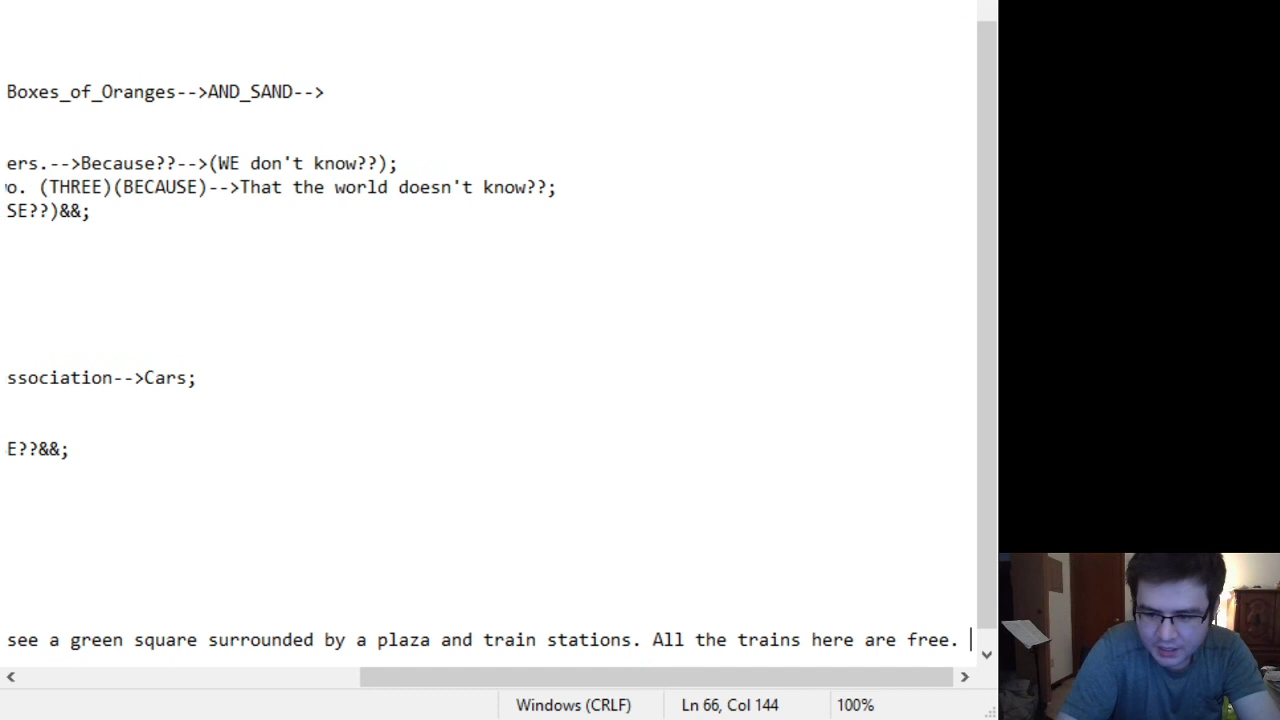 Boxes_of_Oranges-->AND_SAND-->
ers.-->Because??-->(WE don't know??);
o. (THREE)(BECAUSE)-->That the world doesn't know??;
SE??)&&;
ssociation-->Cars;
E??&&;
see a green square surrounded by a plaza and train stations. All the trains here are free.
Windows (CRLF) Ln 66, Col 144 100%